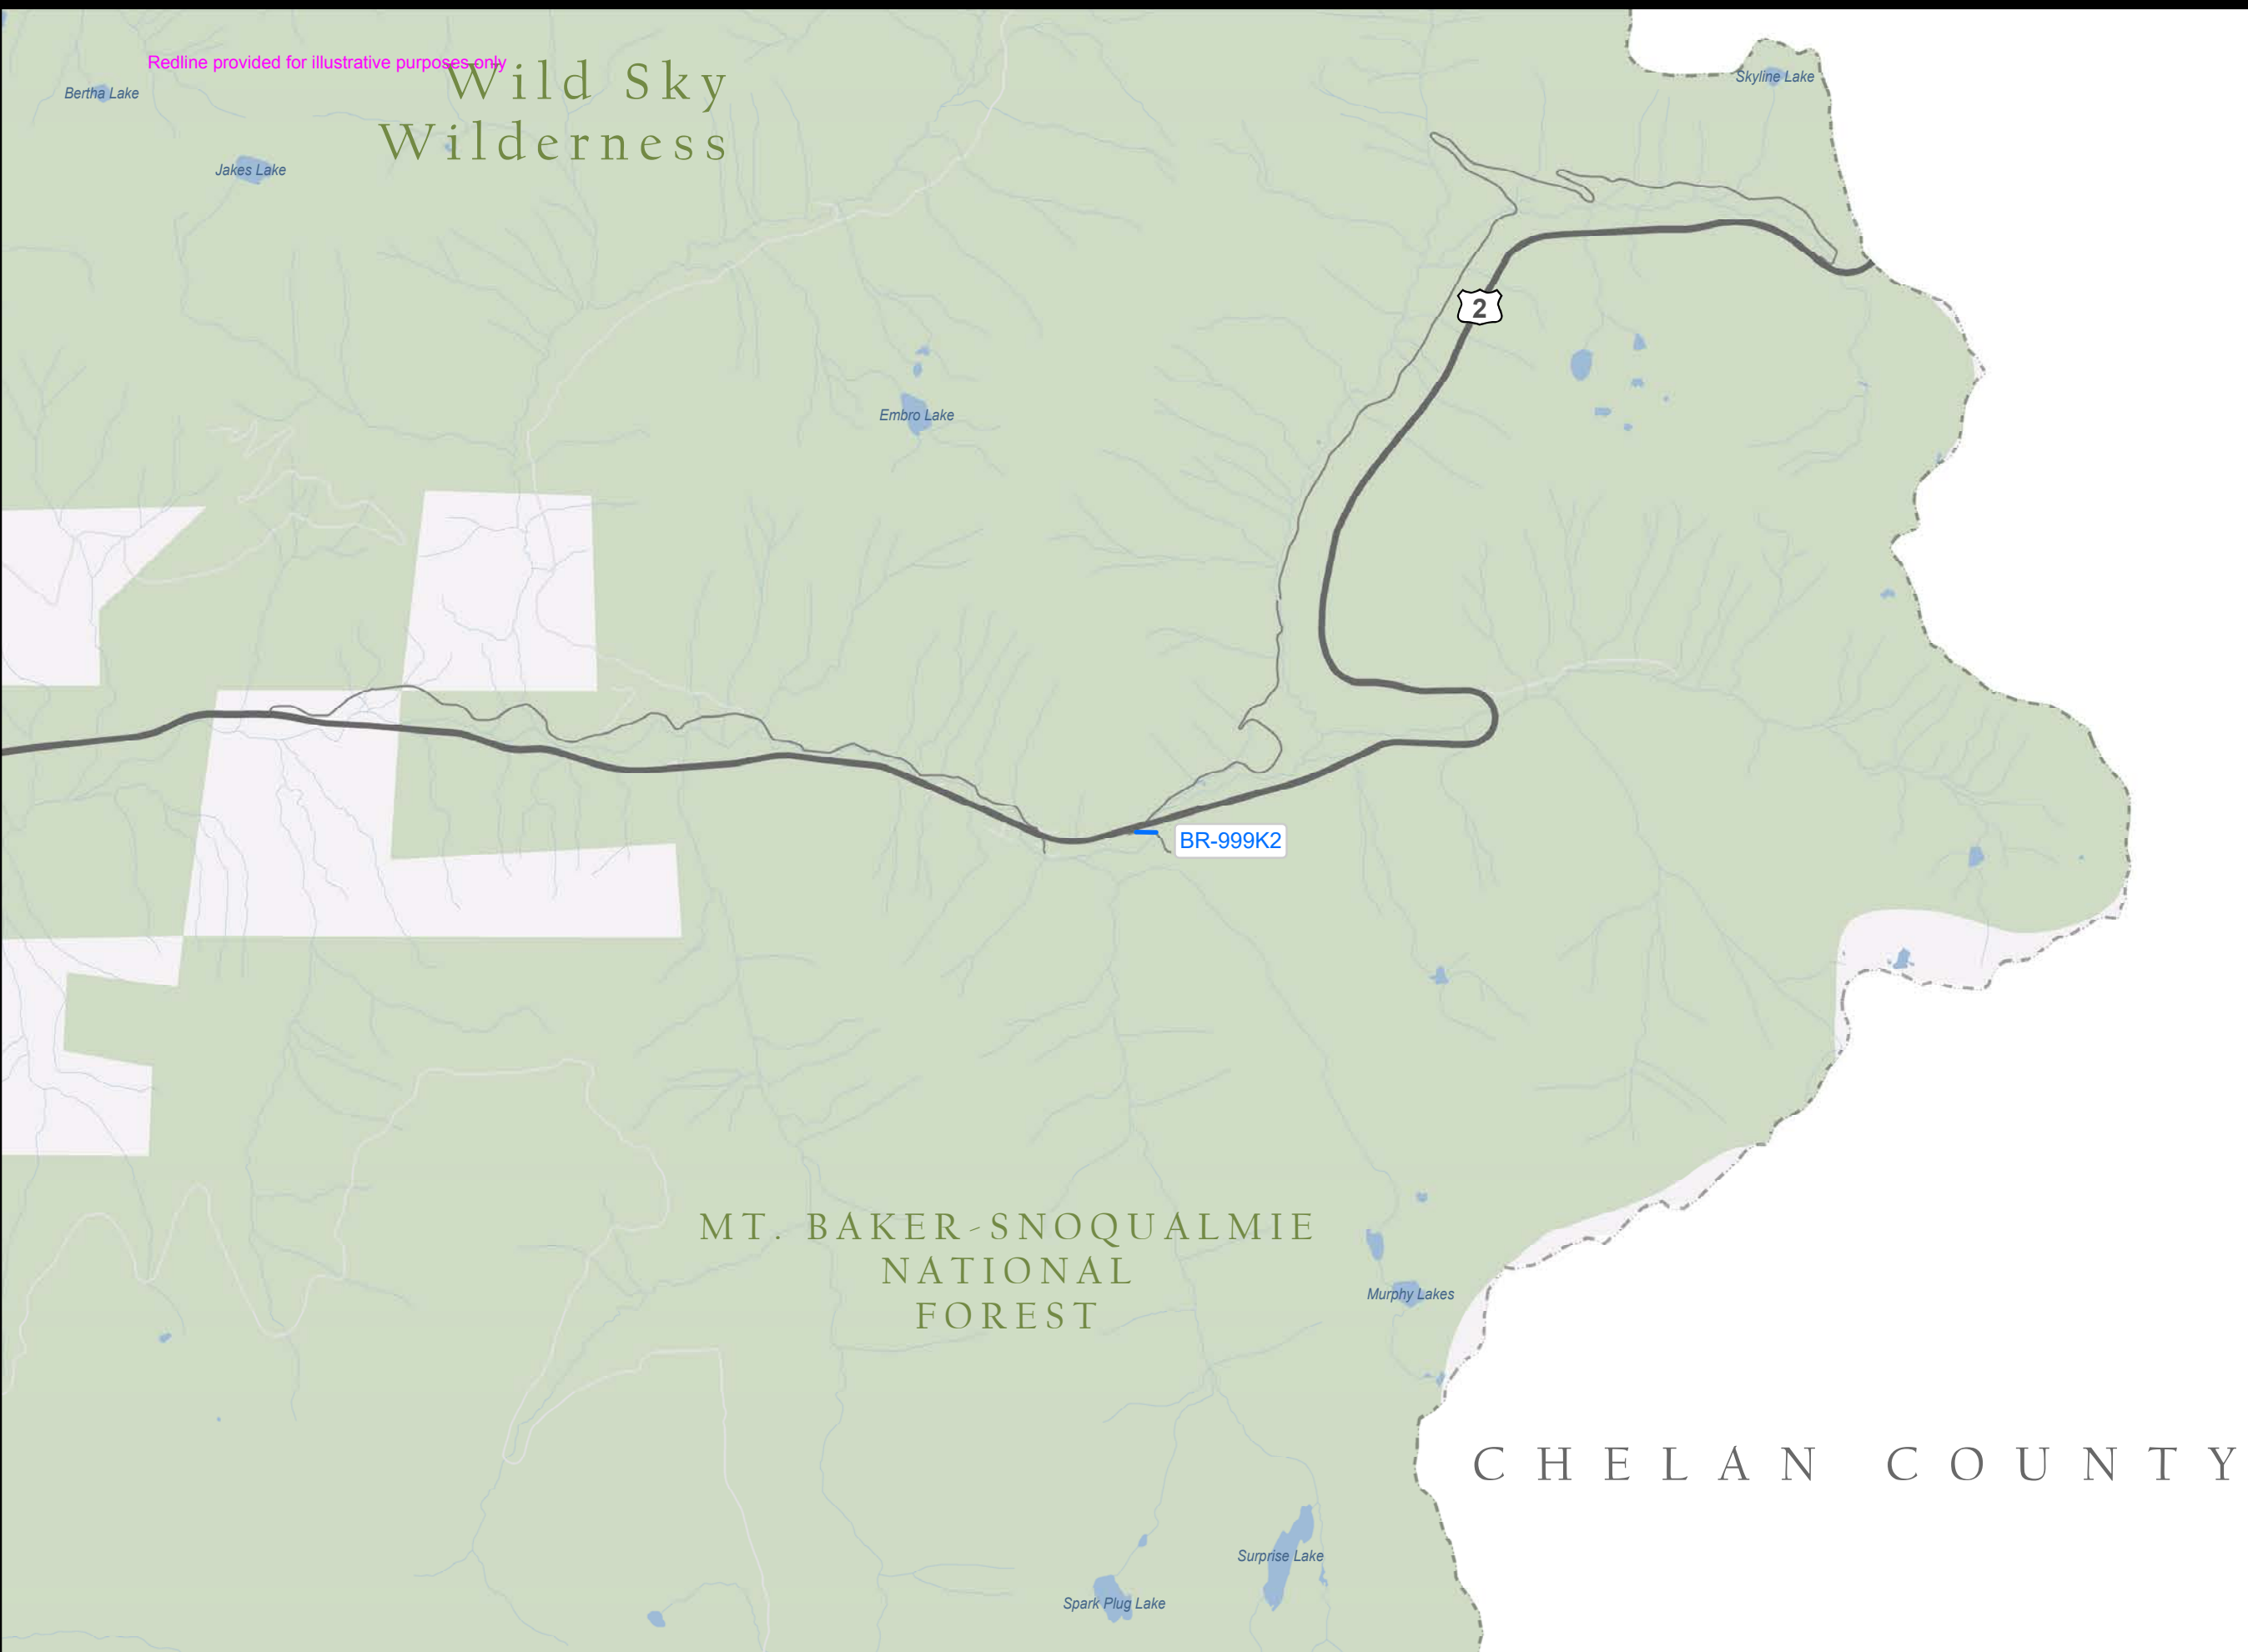 Redline provided for illustrative purposes only
Wild Sky
Wilderness
Bertha Lake
Jakes Lake
Skyline Lake
2
Embro Lake
BR-999K2
MT. BAKER-SNOQUALMIE
NATIONAL
FOREST
Murphy Lakes
CHELAN COUNTY
Surprise Lake
Spark Plug Lake